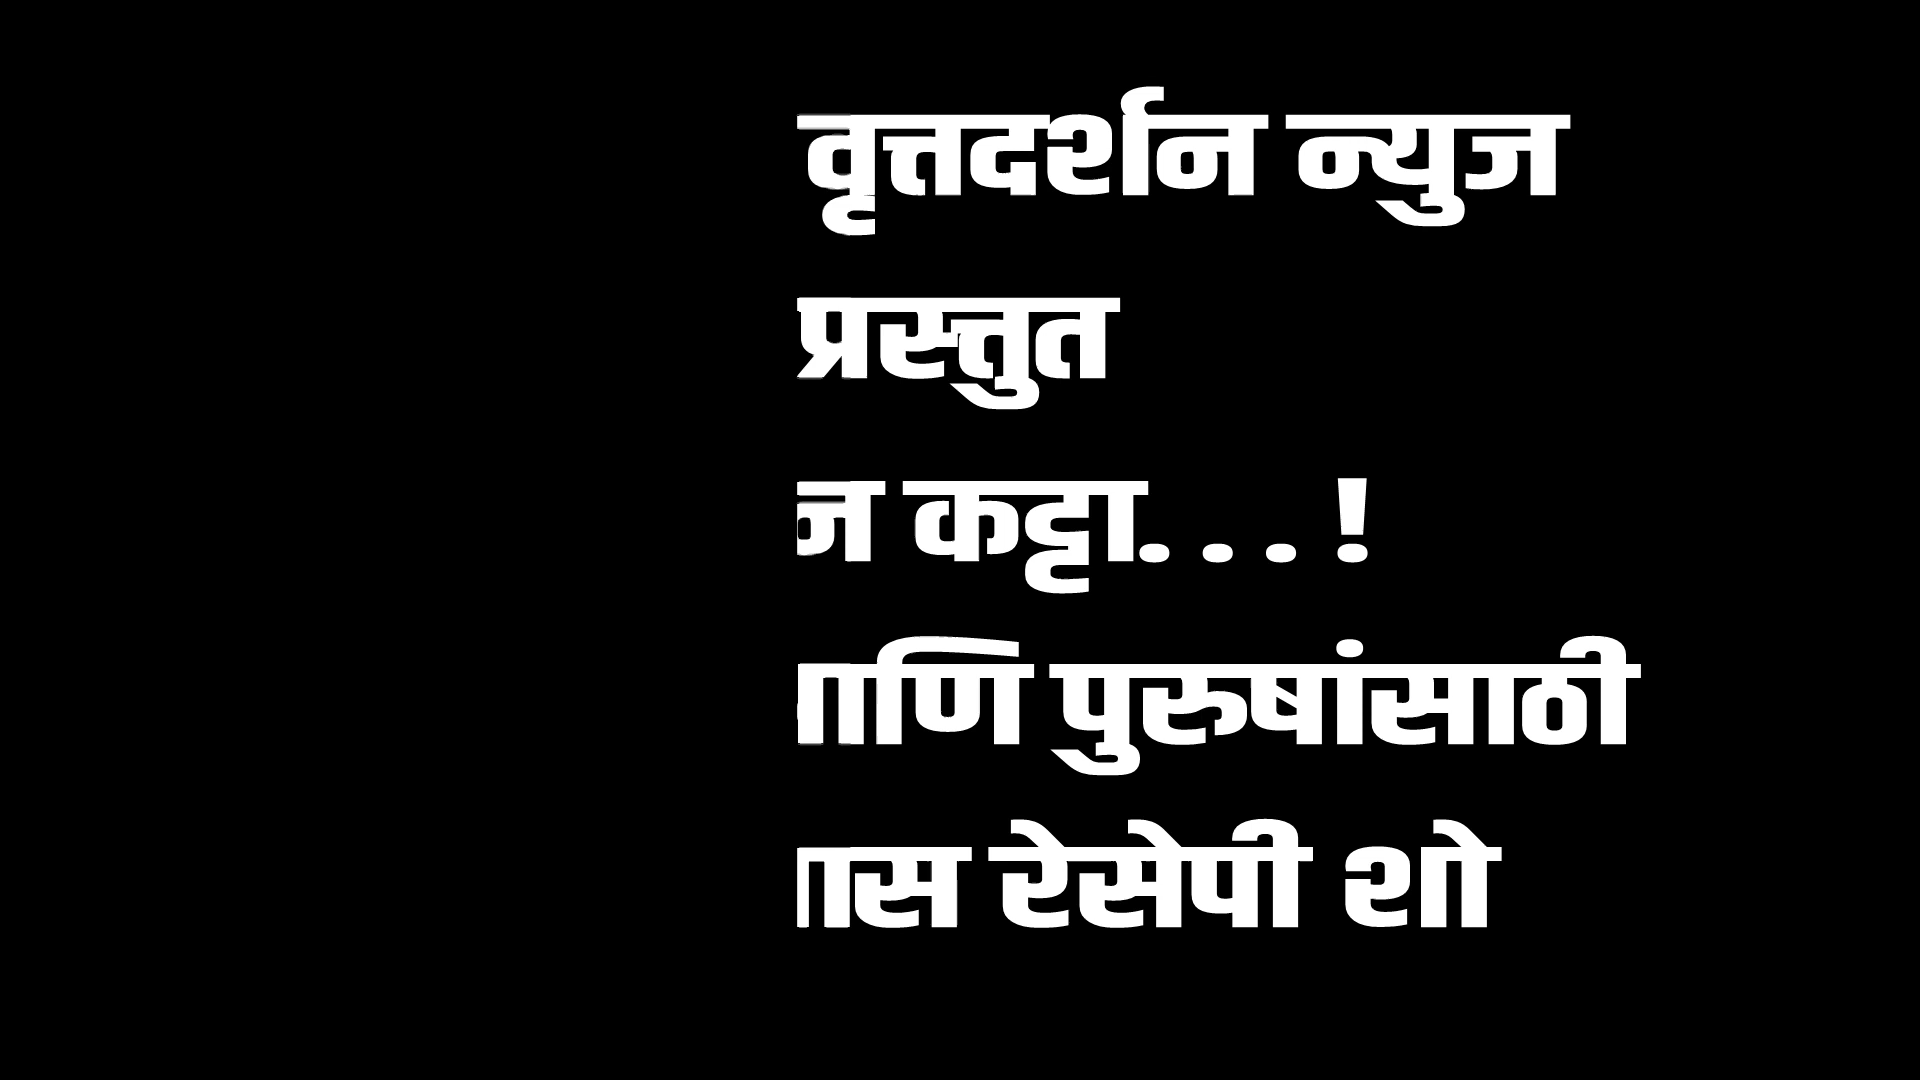 वृत्तदर्शन न्युज
प्रस्तुत
कट्टा...!
पुरुषांसाठी
रेसेपी शो